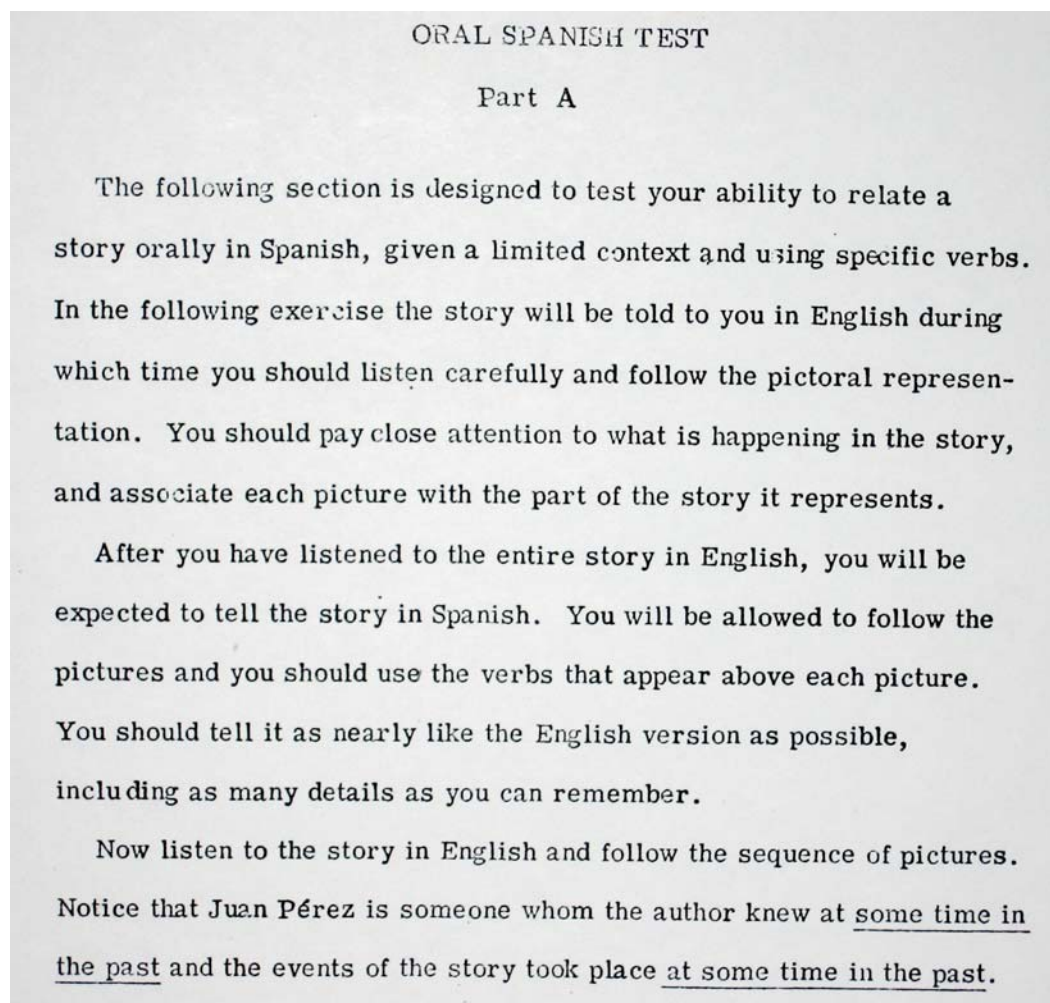 ORAL SPANISH TEST
Part A
The following section is designed to test your ability to relate a
story orally in Spanish, given a limited context and using specific verbs.
In the following exercise the story will be told to you in English during
which time you should listen carefully and follow the pictoral represen-
tation. You should pay close attention to what is happening in the story,
and associate each picture with the part of the story it represents.
After you have listened to the entire story in English, you will be
expected to tell the story in Spanish. You will be allowed to follow the
pictures and you should use the verbs that appear above each picture.
You should tell it as nearly like the English version as possible,
including as many details as you can remember.
Now listen to the story in English and follow the sequence of pictures.
Notice that Juan Pérez is someone whom the author knew at some time in
the past and the events of the story took place at some time in the past.